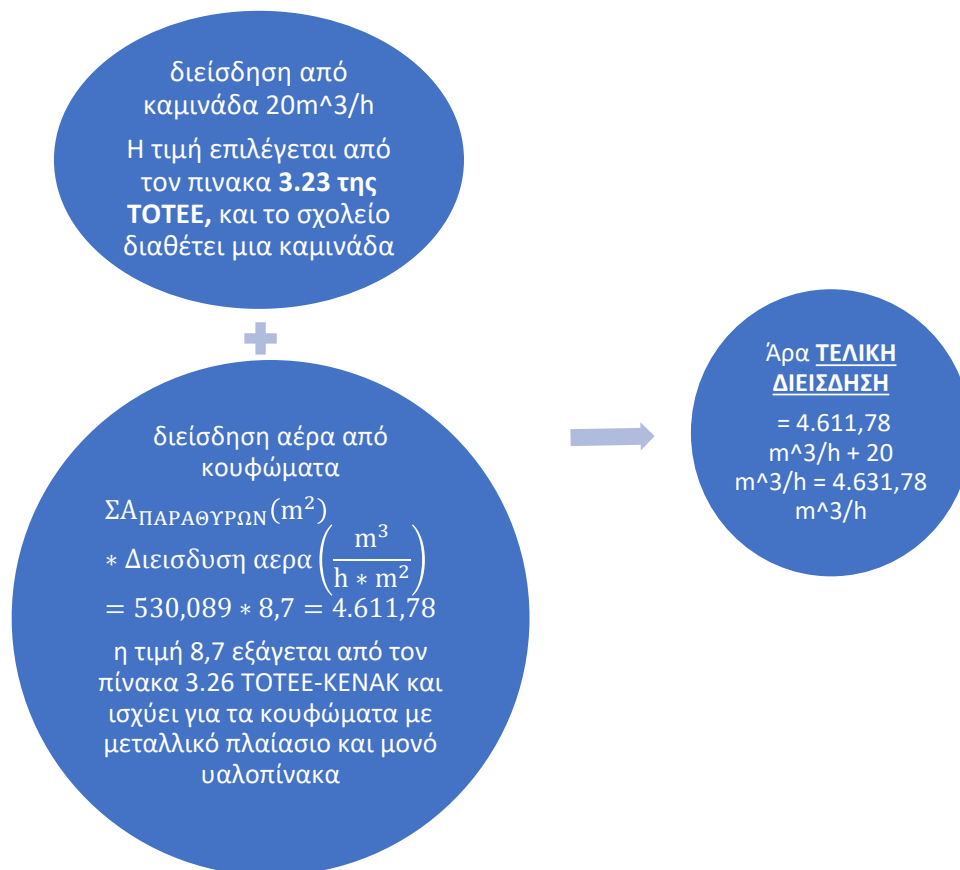 διείσδηση από
καμινάδα 20m^3/h
Η τιμή επιλέγεται από
τον πινακα 3.23 της
ΤΟΤΕΕ, και το σχολείο
διαθέτει μια καμινάδα
διείσδηση αέρα από
κουφώματα
ΣΑ_ΠΑΡΑΘΥΡΩΝ(m²)
∗ Διεισδυση αερα (m³ / (h ∗ m²))
= 530,089 ∗ 8,7 = 4.611,78
η τιμή 8,7 εξάγεται από τον
πίνακα 3.26 ΤΟΤΕΕ-ΚΕΝΑΚ και
ισχύει για τα κουφώματα με
μεταλλικό πλαίασιο και μονό
υαλοπίνακα
Άρα ΤΕΛΙΚΗ
ΔΙΕΙΣΔΗΣΗ
= 4.611,78
m^3/h + 20
m^3/h = 4.631,78
m^3/h